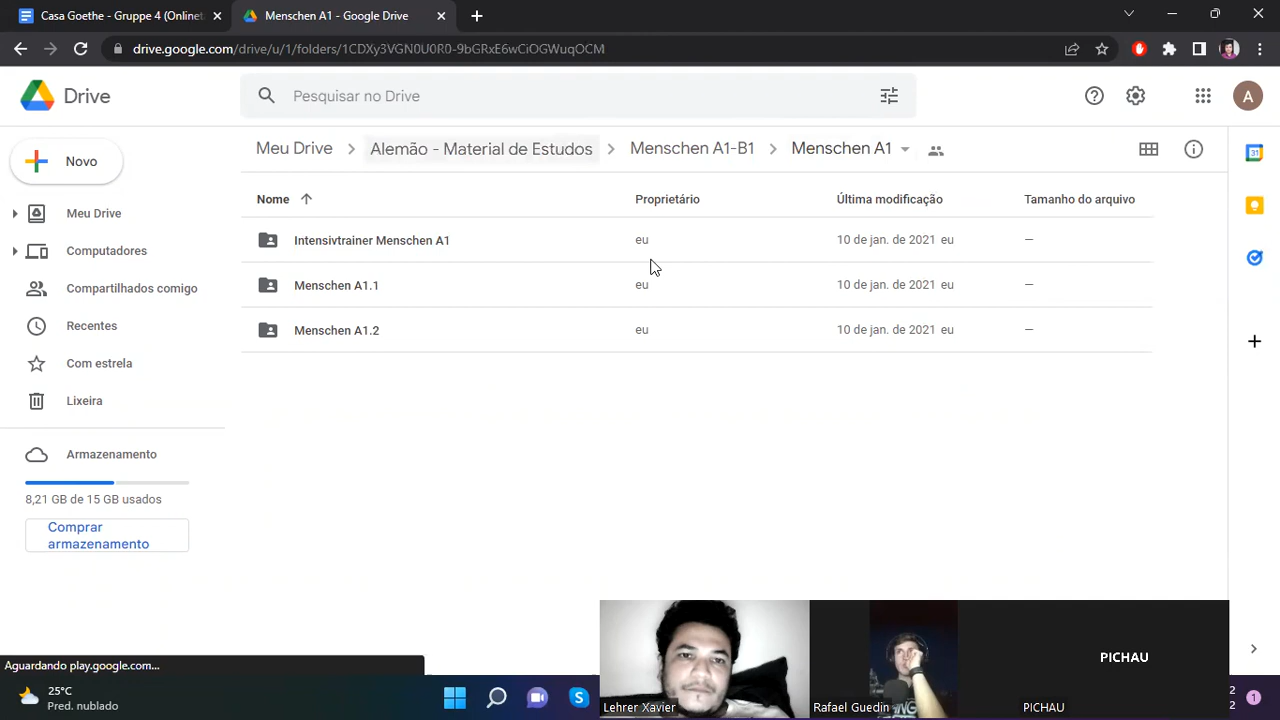 Casa Goethe - Gruppe 4 (Onlinet
Menschen A1 - Google Drive
drive.google.com/drive/u/1/folders/1CDXy3VGN0U0R0-9bGRxE6wCiOGWuqOCM
Drive
Pesquisar no Drive
A
Novo
Meu Drive
Alemão - Material de Estudos
Menschen A1-B1
Menschen A1
Nome
Proprietário
Última modificação
Tamanho do arquivo
Intensivtrainer Menschen A1
eu
10 de jan. de 2021 eu
—
Menschen A1.1
eu
10 de jan. de 2021 eu
—
Menschen A1.2
eu
10 de jan. de 2021 eu
—
Meu Drive
Computadores
Compartilhados comigo
Recentes
Com estrela
Lixeira
Armazenamento
8,21 GB de 15 GB usados
Comprar
armazenamento
31
Aguardando play.google.com...
25°C
Pred. nublado
Lehrer Xavier
Rafael Guedin
PICHAU
PICHAU
2
2
1